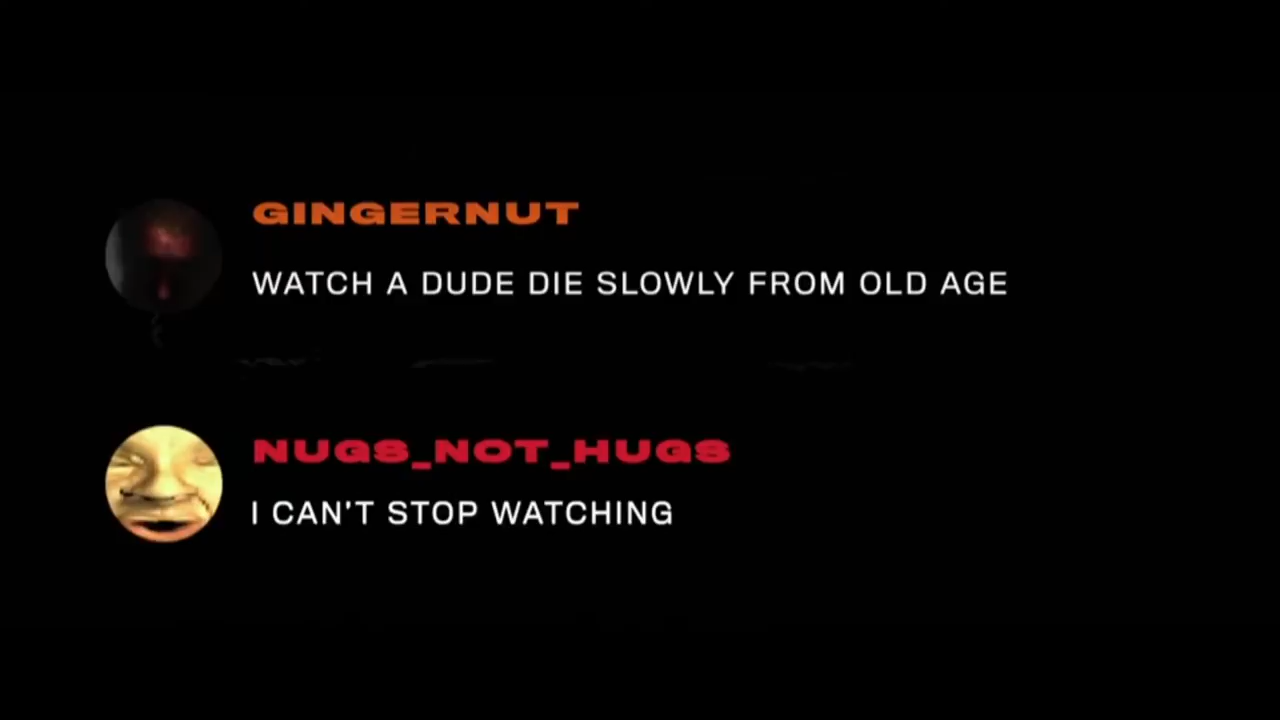 GINGERNUT
WATCH A DUDE DIE SLOWLY FROM OLD AGE
NUGS_NOT_HUGS
I CAN'T STOP WATCHING